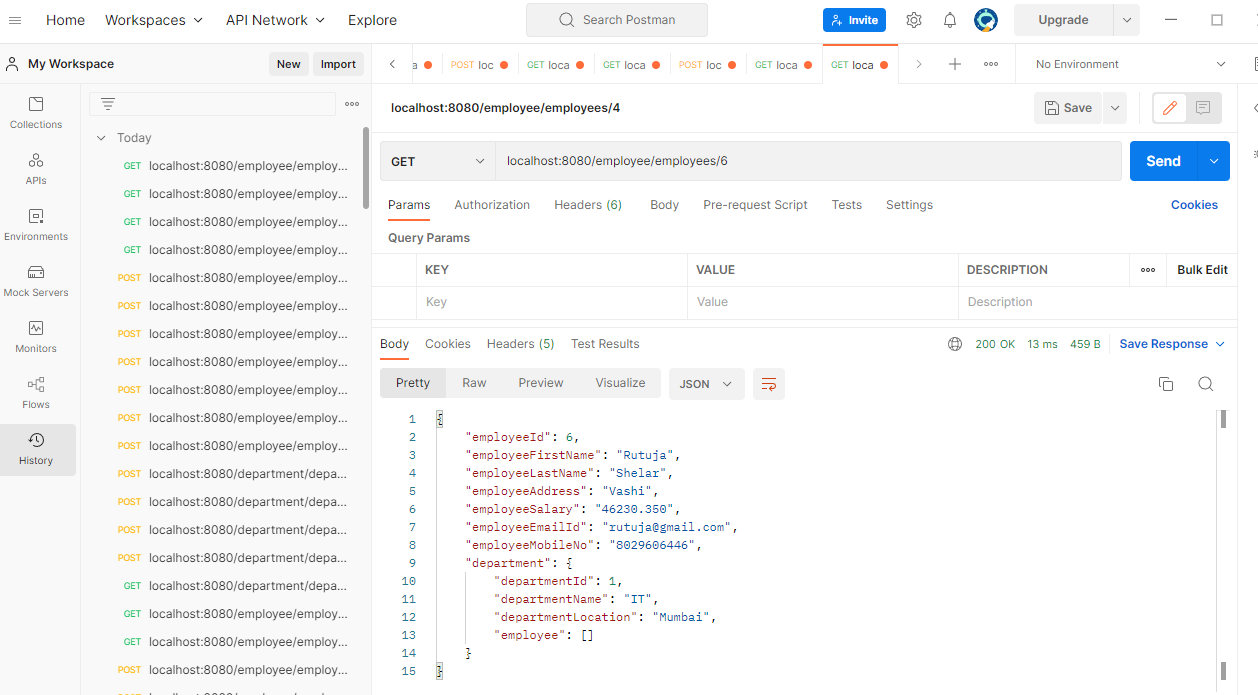 Home Workspaces API Network Explore Search Postman Invite Upgrade
My Workspace New Import
a POST loc GET loca GET loca POST loc GET loca GET loca No Environment
Collections
APIs
Environments
Mock Servers
Monitors
Flows
History
Today
GET localhost:8080/employee/employ...
GET localhost:8080/employee/employ...
GET localhost:8080/employee/employ...
GET localhost:8080/employee/employ...
POST localhost:8080/employee/employ...
POST localhost:8080/employee/employ...
POST localhost:8080/employee/employ...
POST localhost:8080/employee/employ...
POST localhost:8080/employee/employ...
POST localhost:8080/employee/employ...
POST localhost:8080/employee/employ...
POST localhost:8080/department/depa...
POST localhost:8080/department/depa...
POST localhost:8080/department/depa...
POST localhost:8080/department/depa...
GET localhost:8080/department/depa...
GET localhost:8080/employee/employ...
GET localhost:8080/employee/employ...
POST localhost:8080/employee/employ...
localhost:8080/employee/employees/4 Save
GET localhost:8080/employee/employees/6 Send
Params Authorization Headers (6) Body Pre-request Script Tests Settings Cookies
Query Params
KEY VALUE DESCRIPTION Bulk Edit
Key Value Description
Body Cookies Headers (5) Test Results 200 OK 13 ms 459 B Save Response
Pretty Raw Preview Visualize JSON
1 {
2 "employeeId": 6,
3 "employeeFirstName": "Rutuja",
4 "employeeLastName": "Shelar",
5 "employeeAddress": "Vashi",
6 "employeeSalary": "46230.350",
7 "employeeEmailId": "rutuja@gmail.com",
8 "employeeMobileNo": "8029606446",
9 "department": {
10 "departmentId": 1,
11 "departmentName": "IT",
12 "departmentLocation": "Mumbai",
13 "employee": []
14 }
15 }